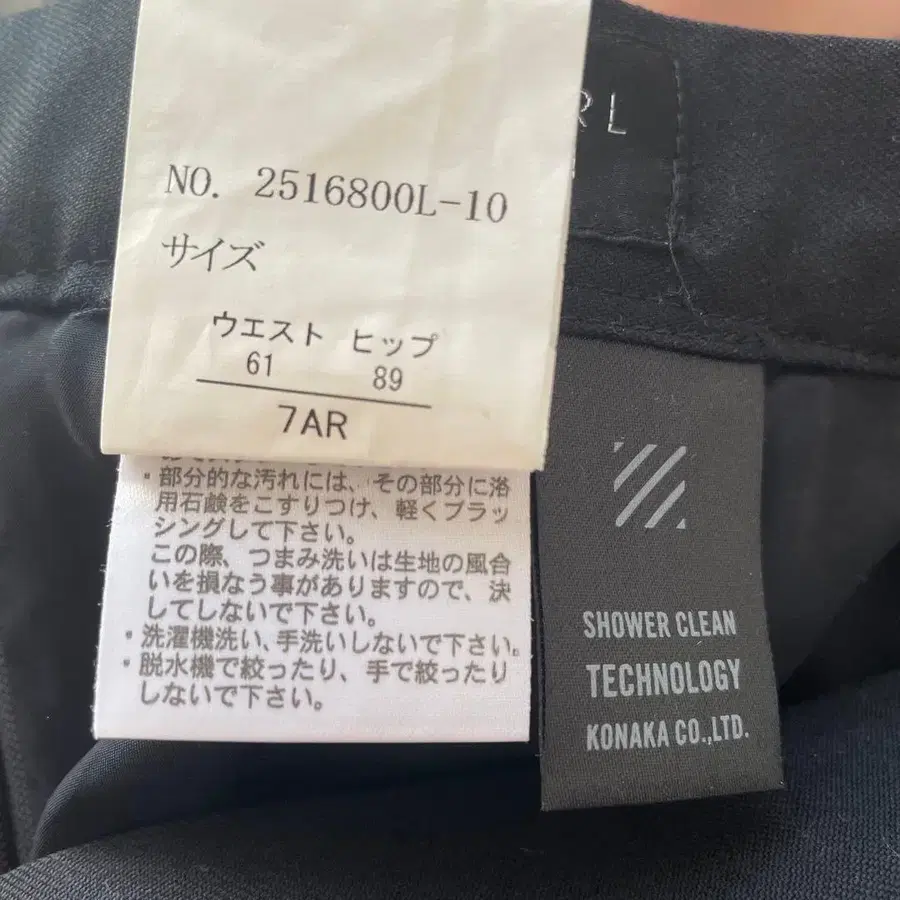 RL
NO. 2516800L-10
サイズ
ウエスト ヒップ
61 89
7AR
・部分的な汚れには、その部分に浴
用石鹸をこすりつけ、軽くブラッ
シングして下さい。
この際、つまみ洗いは生地の風合
いを損なう事がありますので、決
してしないで下さい。
・洗濯機洗い、手洗いしないで下さい。
・脱水機で絞ったり、手で絞ったり
しないで下さい。
SHOWER CLEAN
TECHNOLOGY
KONAKA CO.,LTD.